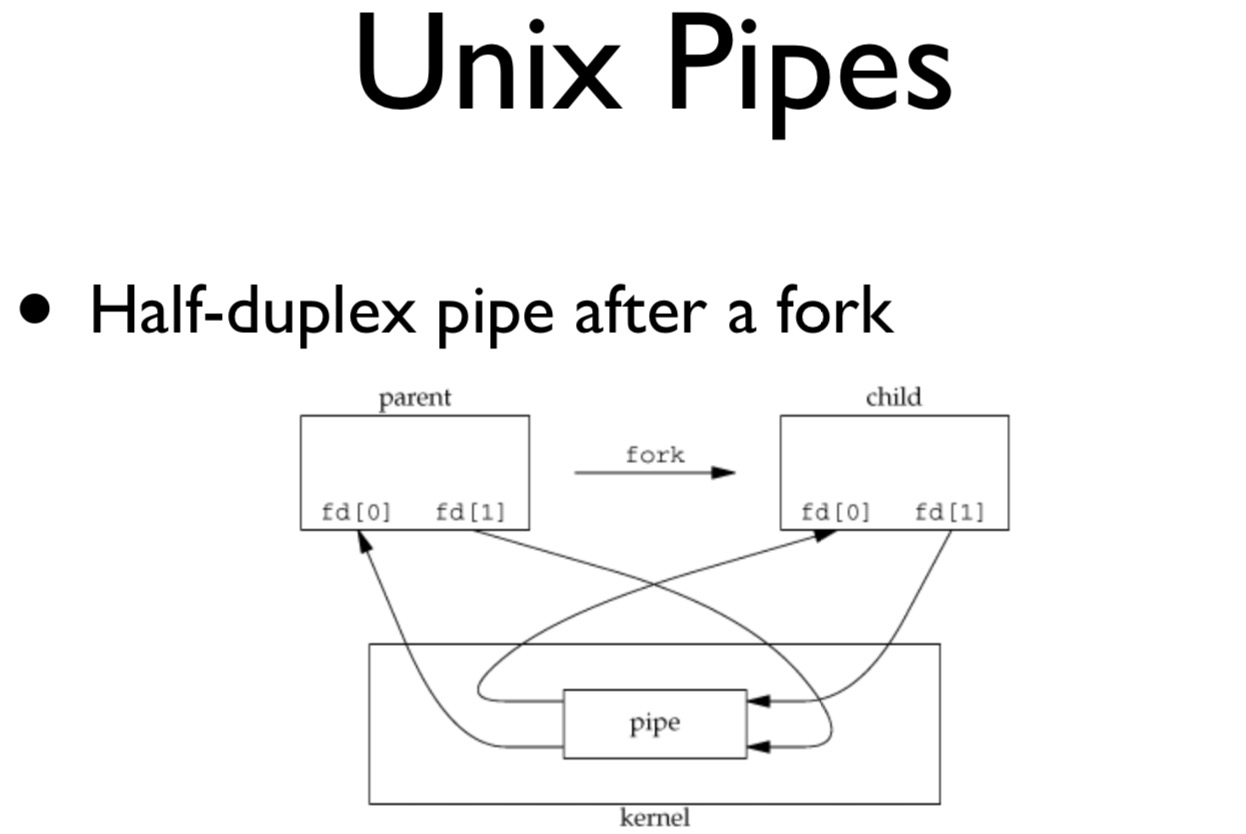 Unix Pipes
• Half-duplex pipe after a fork
parent
child
fork
fd[0] fd[1]
fd[0] fd[1]
pipe
kernel